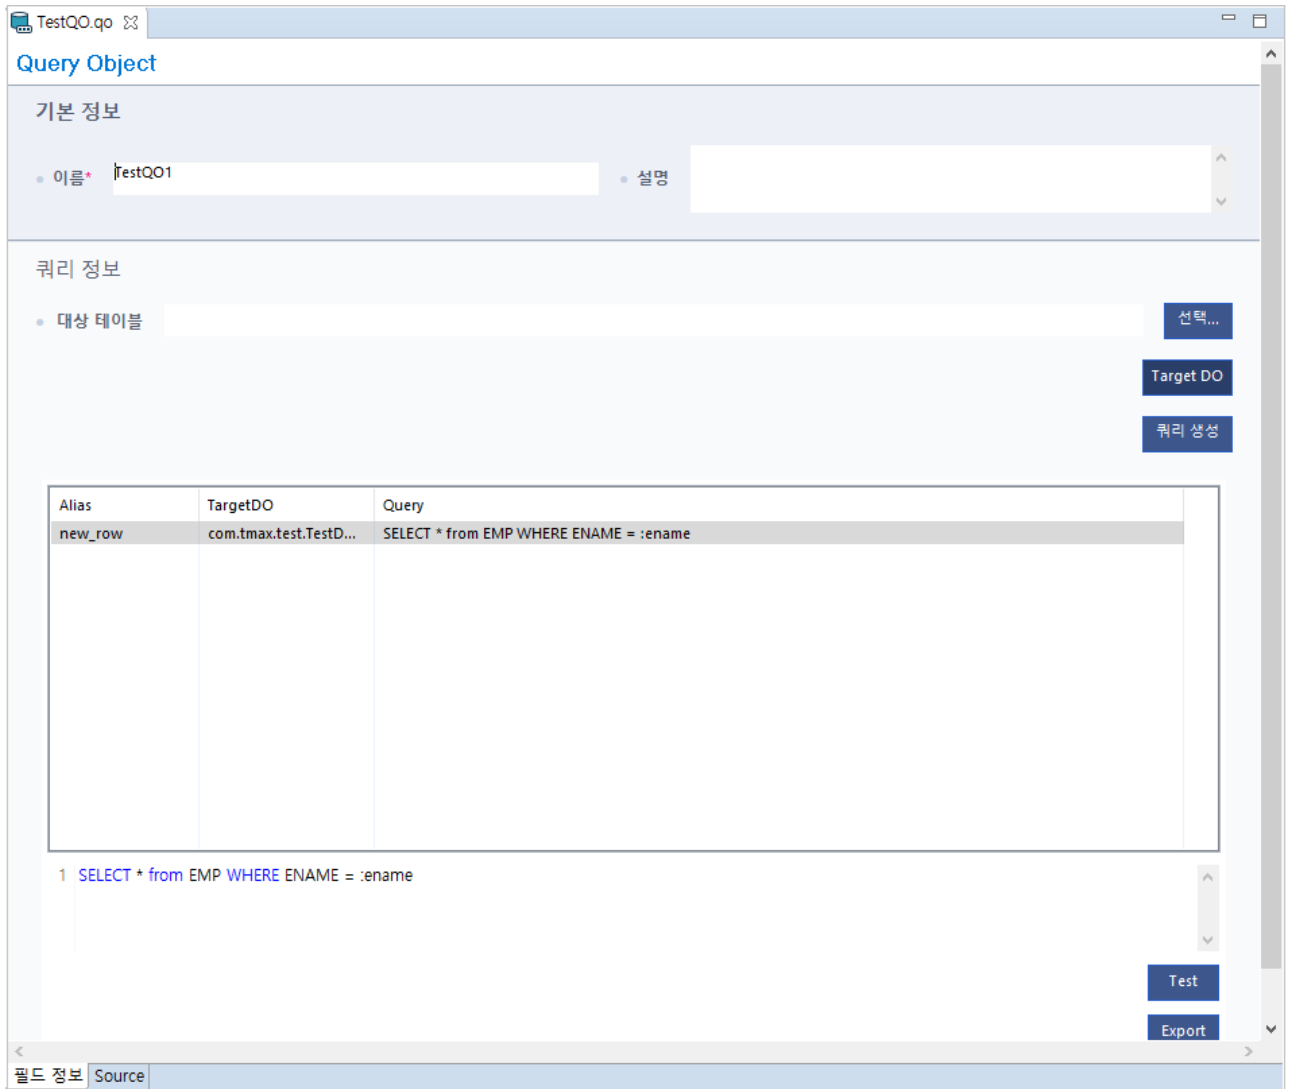 TestQO.qo
Query Object
기본 정보
이름* TestQO1 설명
쿼리 정보
대상 테이블 선택...
Target DO
쿼리 생성
Alias TargetDO Query
new_row com.tmax.test.TestD... SELECT * from EMP WHERE ENAME = :ename
1 SELECT * from EMP WHERE ENAME = :ename
Test
Export
필드 정보 Source